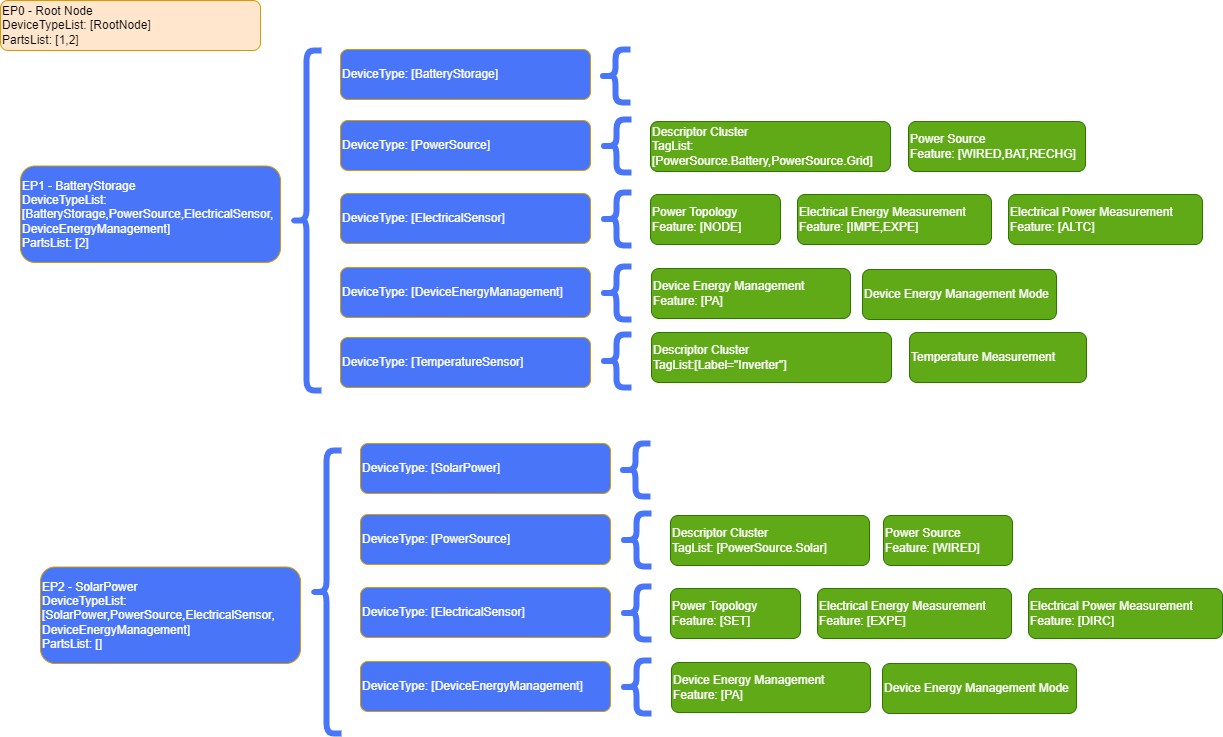 EP0 - Root Node
DeviceTypeList: [RootNode]
PartsList: [1,2]
EP1 - BatteryStorage
DeviceTypeList:
[BatteryStorage,PowerSource,ElectricalSensor,
DeviceEnergyManagement]
PartsList: [2]
DeviceType: [BatteryStorage]
DeviceType: [PowerSource]
Descriptor Cluster
TagList:
[PowerSource.Battery,PowerSource.Grid]
Power Source
Feature: [WIRED,BAT,RECHG]
DeviceType: [ElectricalSensor]
Power Topology
Feature: [NODE]
Electrical Energy Measurement
Feature: [IMPE,EXPE]
Electrical Power Measurement
Feature: [ALTC]
DeviceType: [DeviceEnergyManagement]
Device Energy Management
Feature: [PA]
Device Energy Management Mode
DeviceType: [TemperatureSensor]
Descriptor Cluster
TagList:[Label="Inverter"]
Temperature Measurement
EP2 - SolarPower
DeviceTypeList:
[SolarPower,PowerSource,ElectricalSensor,
DeviceEnergyManagement]
PartsList: []
DeviceType: [SolarPower]
DeviceType: [PowerSource]
Descriptor Cluster
TagList: [PowerSource.Solar]
Power Source
Feature: [WIRED]
DeviceType: [ElectricalSensor]
Power Topology
Feature: [SET]
Electrical Energy Measurement
Feature: [EXPE]
Electrical Power Measurement
Feature: [DIRC]
DeviceType: [DeviceEnergyManagement]
Device Energy Management
Feature: [PA]
Device Energy Management Mode